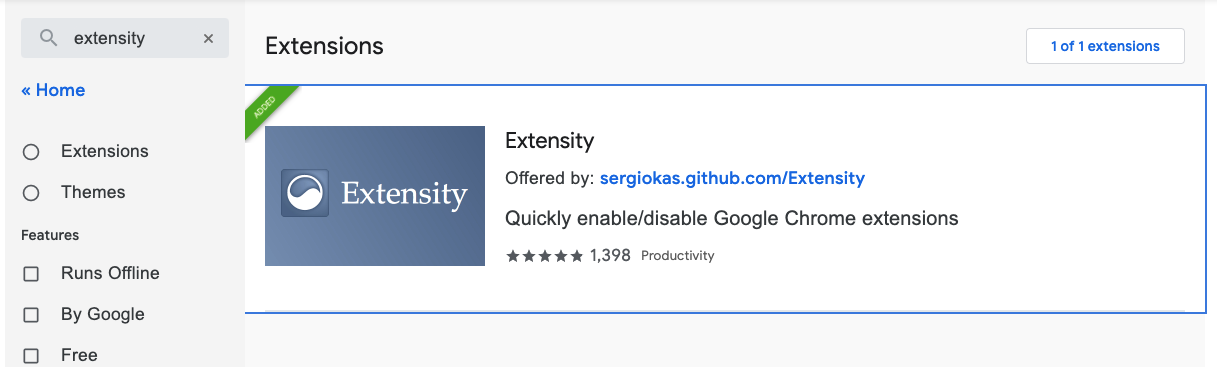 extensity ×
« Home
Extensions
Themes
Features
Runs Offline
By Google
Free
Extensions
1 of 1 extensions
ADDED
Extensity
Extensity
Offered by: sergiokas.github.com/Extensity
Quickly enable/disable Google Chrome extensions
★★★★★ 1,398 Productivity